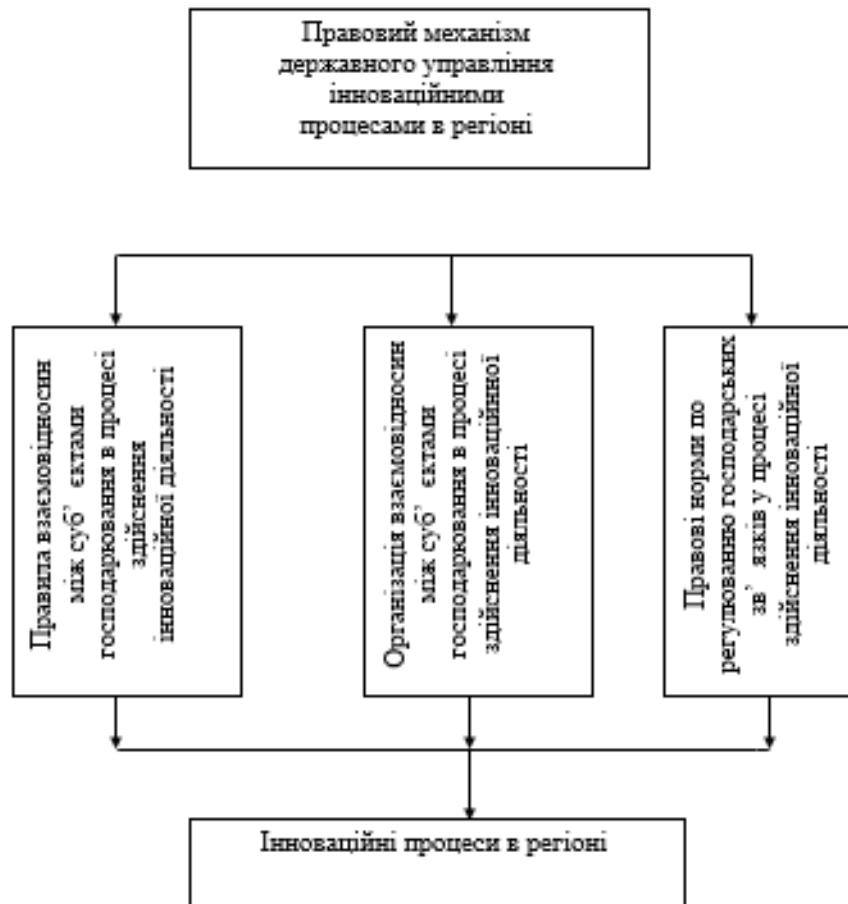 Правовий механізм
державного управління
інноваційними
процесами в регіоні
Правила взаємовідносин
між суб’ єктами
господарювання в процесі
здійснення
інноваційної діяльності
Організація взаємовідносин
між суб’ єктами
господарювання в процесі
здійснення інноваційнної
діяльності
Правові норми по
регулюванню господарських
зв’ язків у процесі
здійснення інноваційної
діяльності
Інноваційні процеси в регіоні